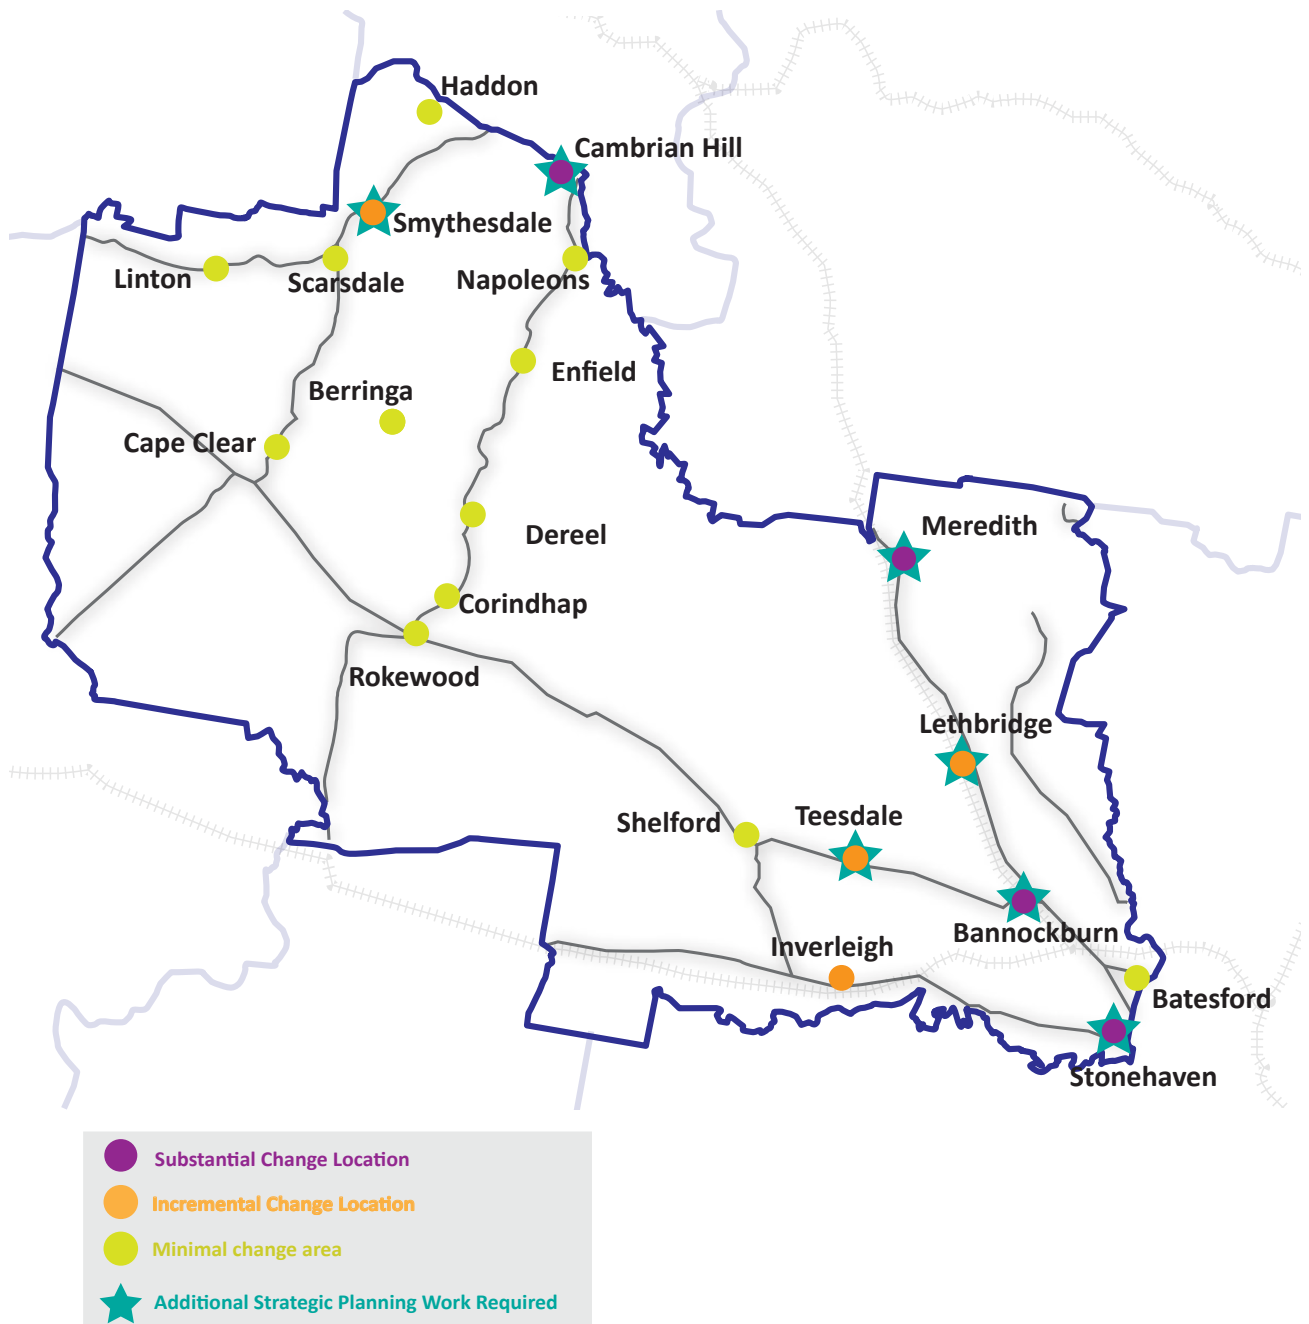 Haddon
Cambrian Hill
Smythesdale
Linton
Scarsdale
Napoleons
Enfield
Berringa
Cape Clear
Meredith
Dereel
Corindhap
Rokewood
Lethbridge
Shelford
Teesdale
Bannockburn
Inverleigh
Batesford
Stonehaven
Substantial Change Location
Incremental Change Location
Minimal change area
Additional Strategic Planning Work Required